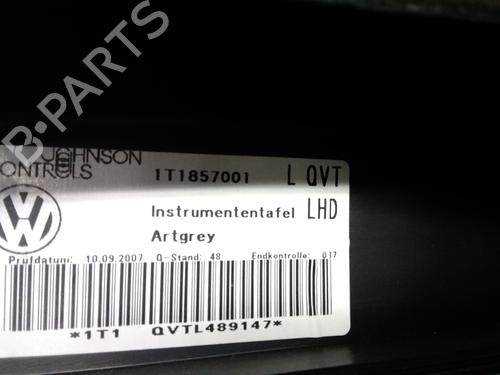 B-PARTS
JOHNSON
CONTROLS
1T1857001 L QVT
Instrumententafel LHD
Artgrey
Prüfdatum: 10.09.2007 Q-Stand: 48 Endkontrolle: 017
*1T1 QVTL489147*